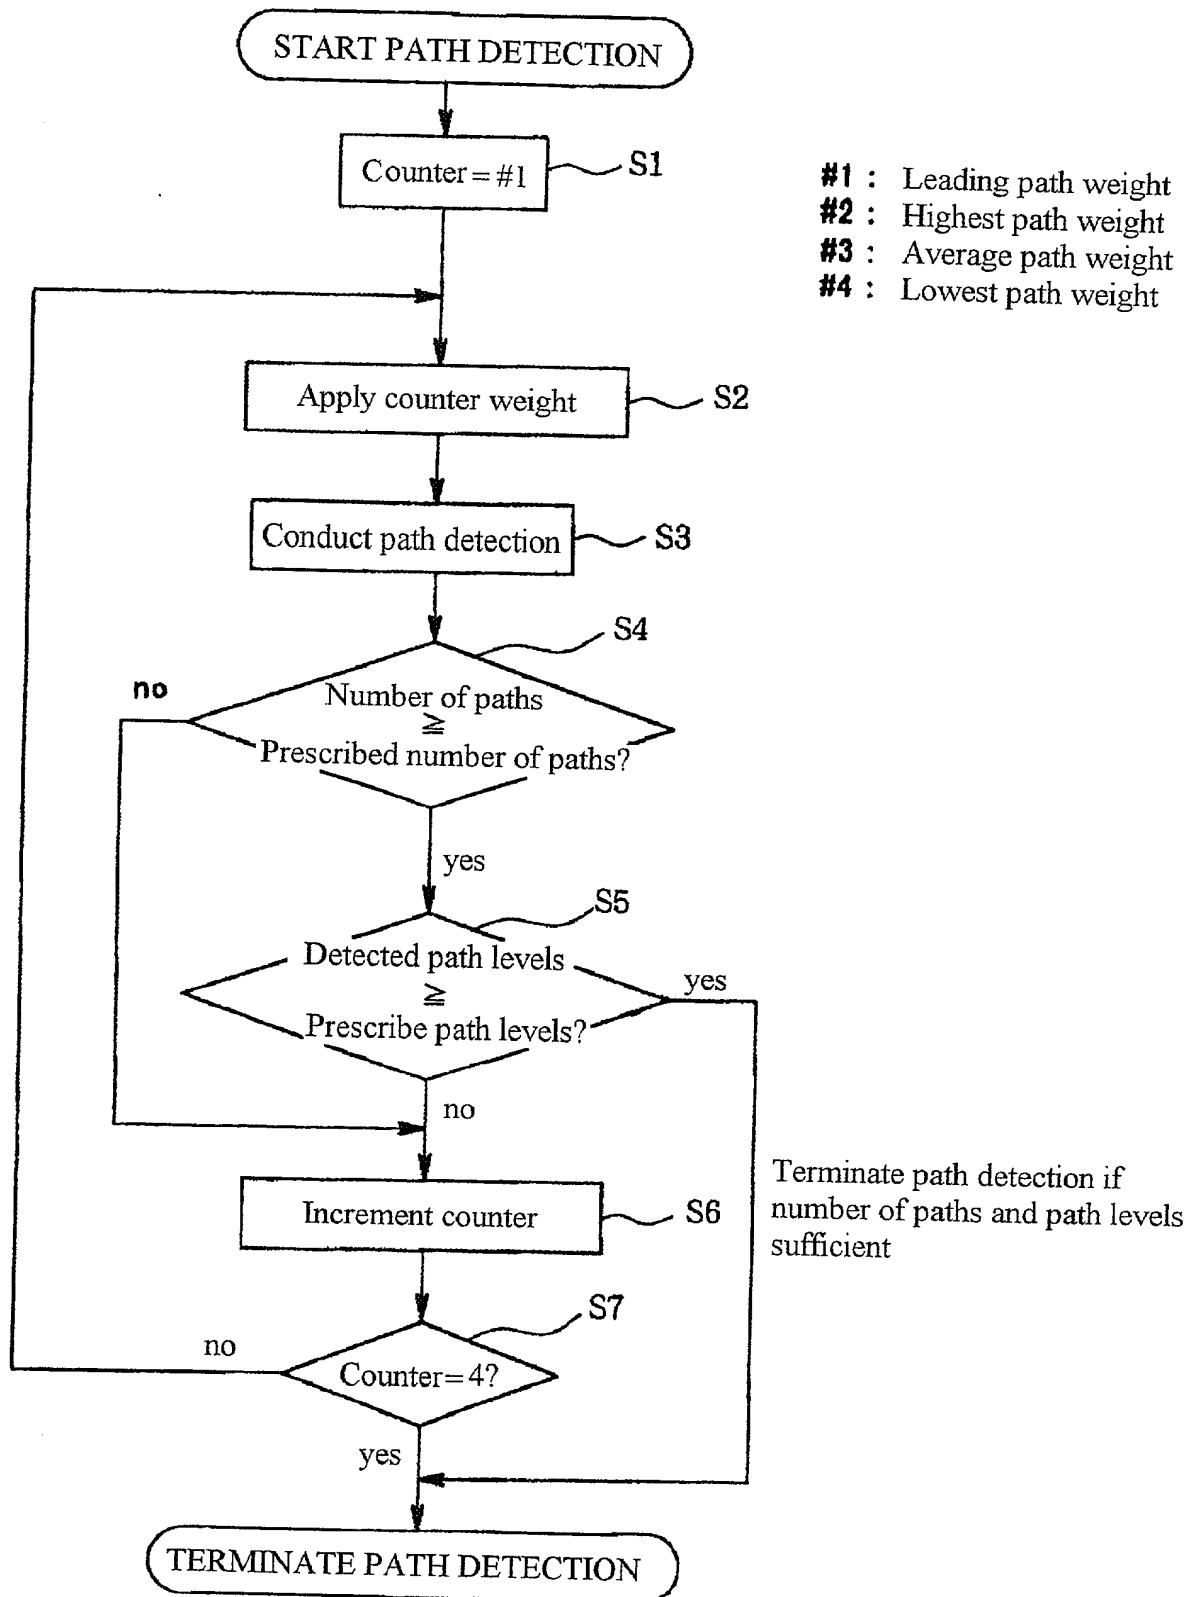 START PATH DETECTION
Counter = #1
S1
#1 : Leading path weight
#2 : Highest path weight
#3 : Average path weight
#4 : Lowest path weight
Apply counter weight
S2
Conduct path detection
S3
S4
no
Number of paths
≧
Prescribed number of paths?
yes
S5
Detected path levels
≧
Prescribe path levels?
yes
no
Terminate path detection if
number of paths and path levels
sufficient
Increment counter
S6
S7
no
Counter = 4?
yes
TERMINATE PATH DETECTION